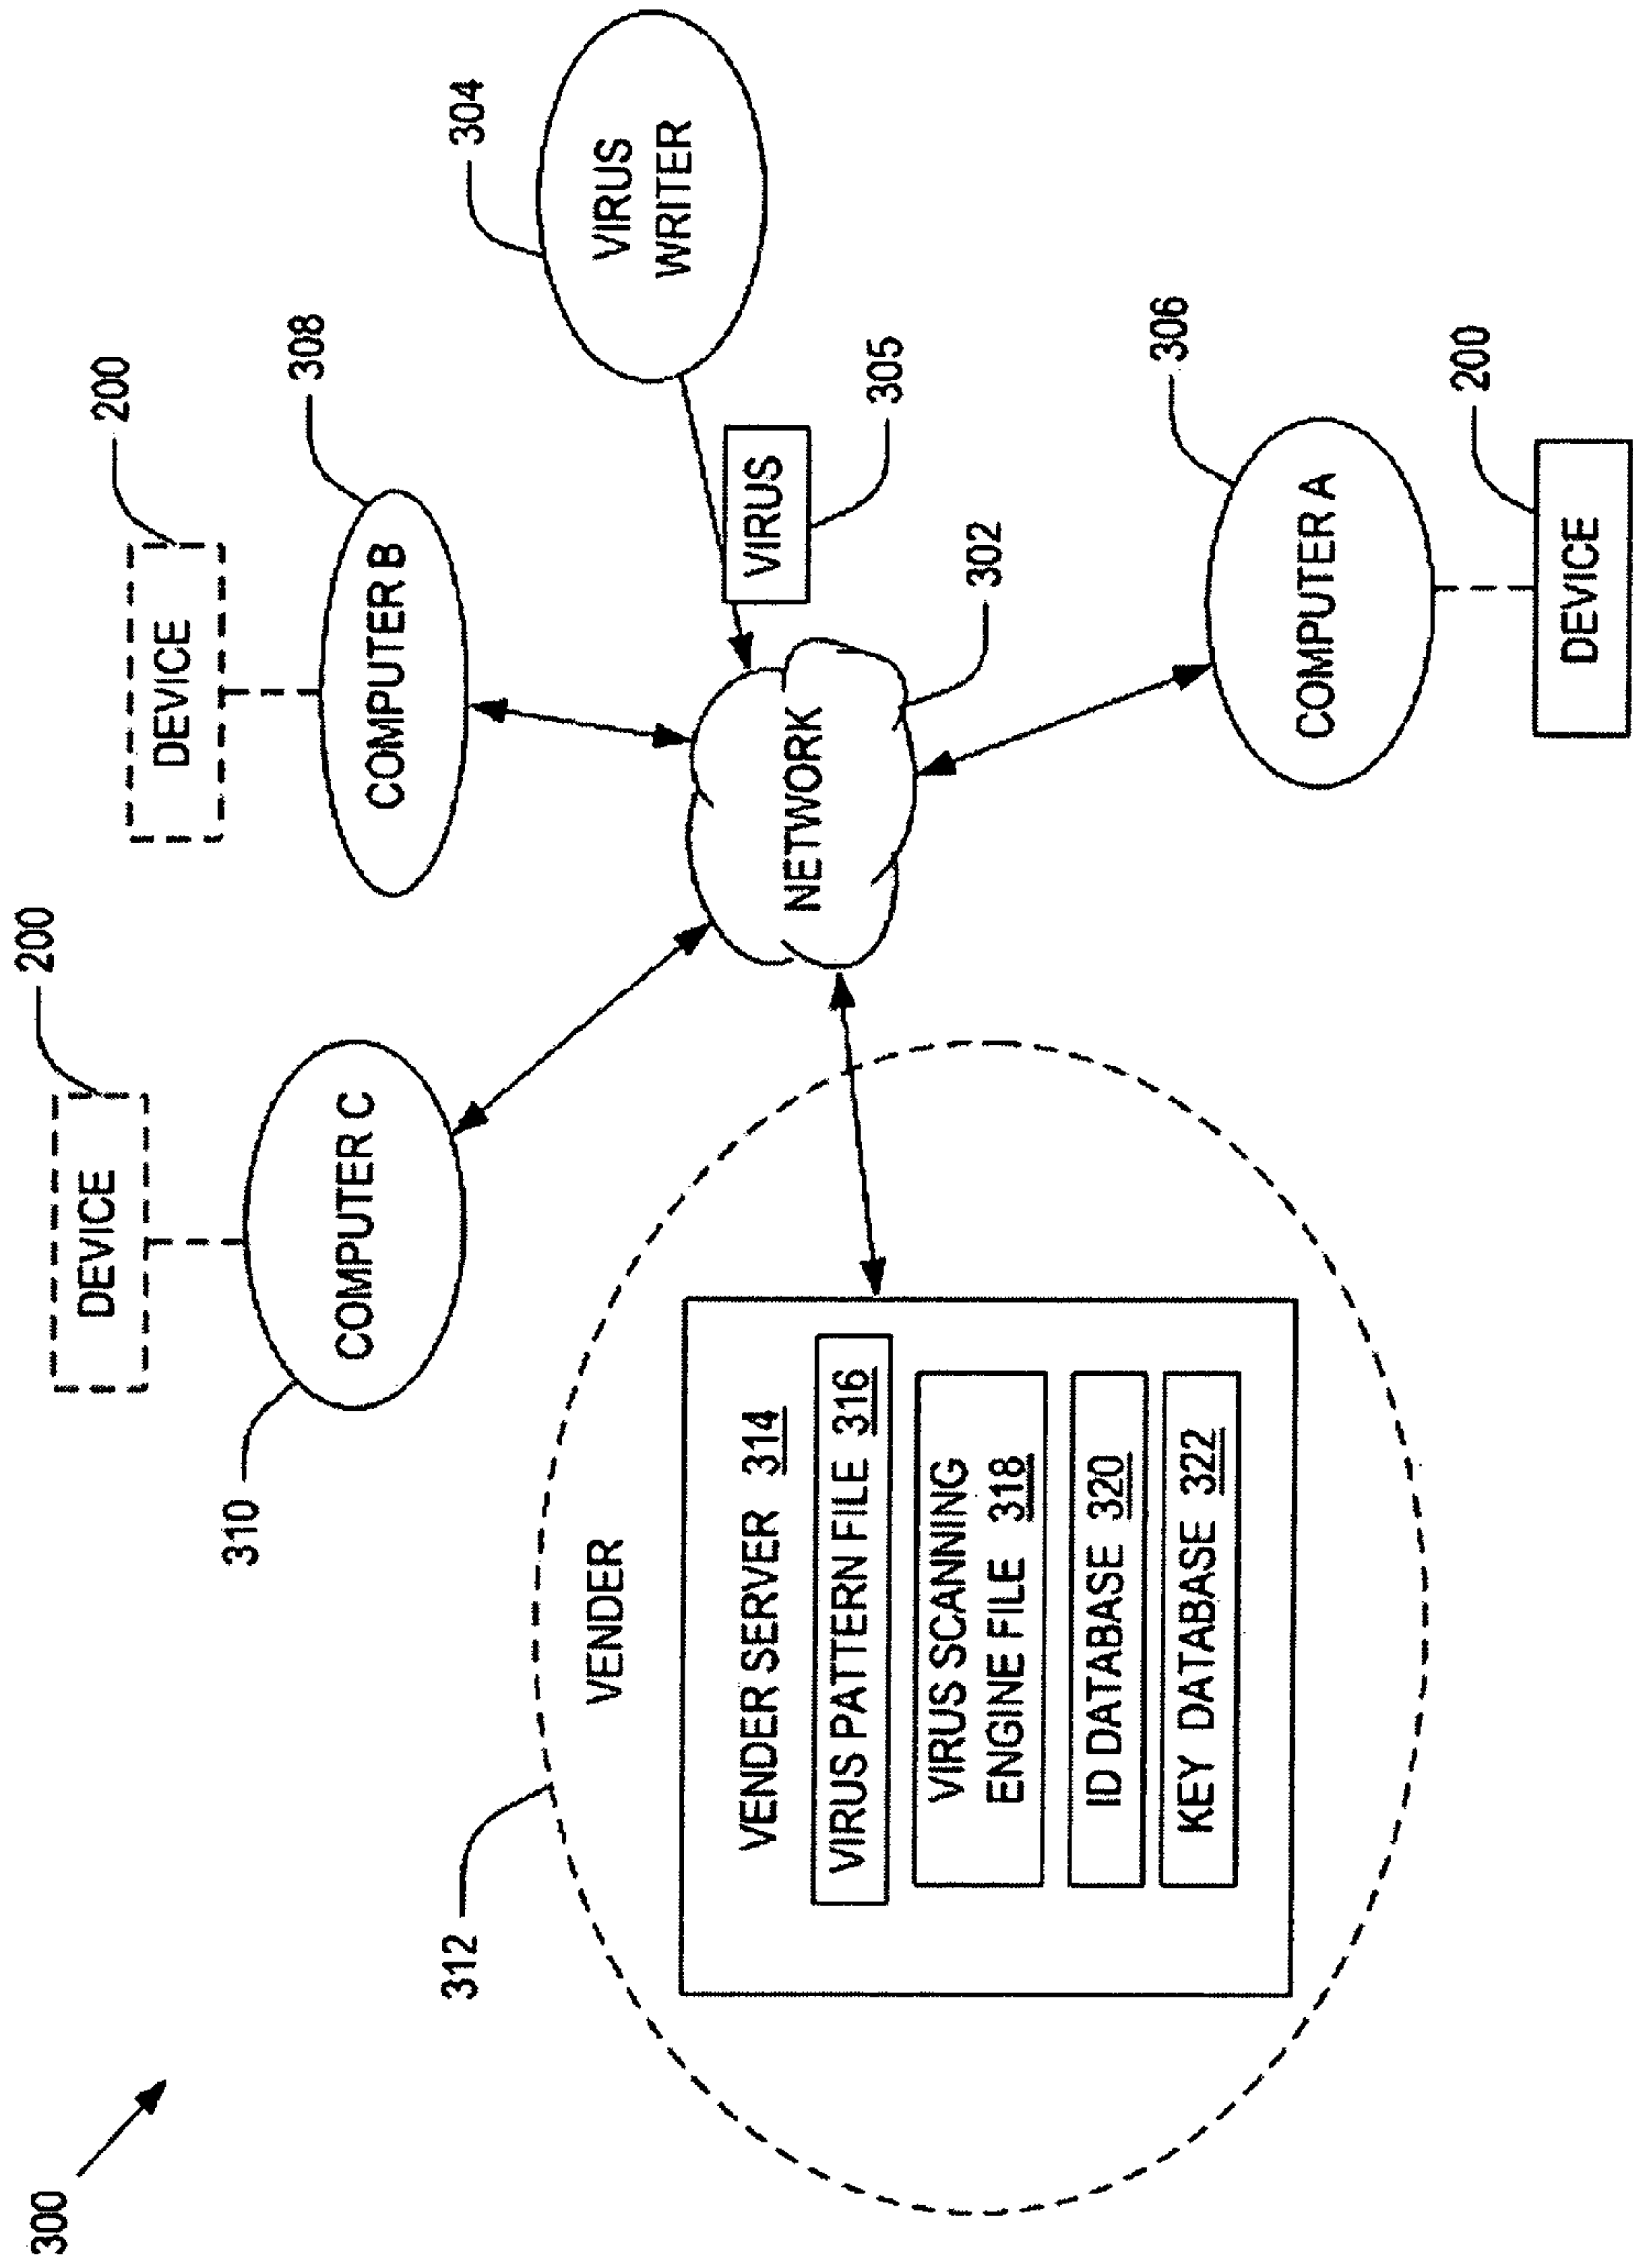 300
200
DEVICE
200
DEVICE
308
304
COMPUTER C
COMPUTER B
VIRUS
WRITER
310
VIRUS
305
312
VENDER
NETWORK
302
VENDER SERVER 314
VIRUS PATTERN FILE 316
VIRUS SCANNING
ENGINE FILE 318
ID DATABASE 320
KEY DATABASE 322
306
COMPUTER A
200
DEVICE